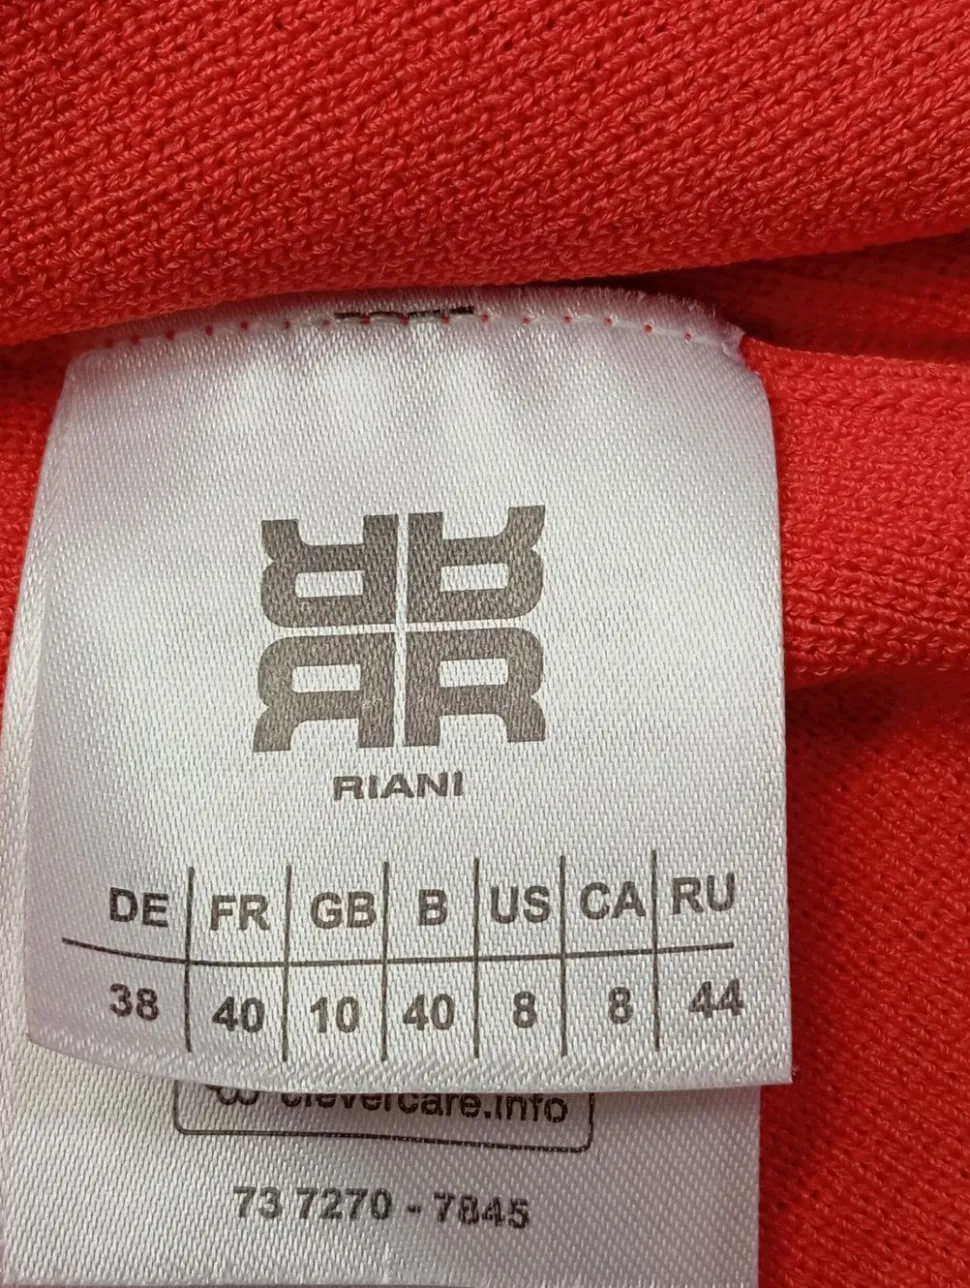 RIANI
DE FR GB B US CA RU
38 40 10 40 8 8 44
clevercare.info
73 7270 - 7845